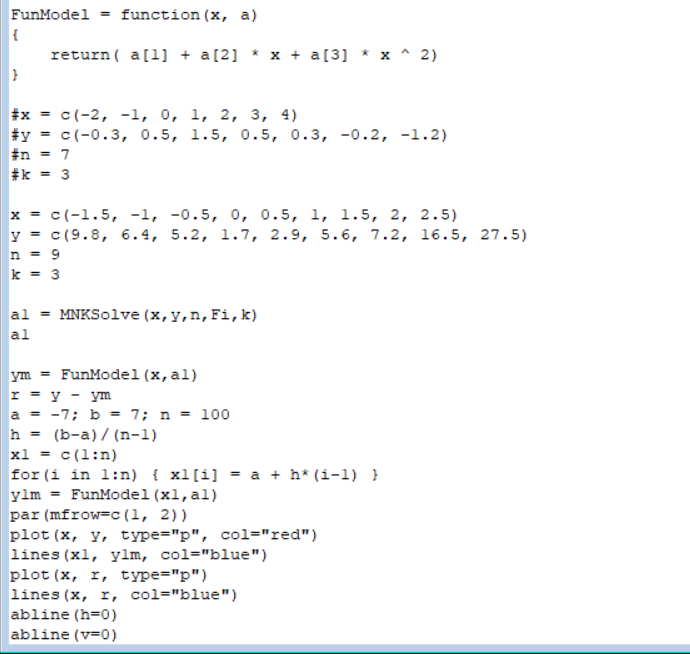 FunModel = function(x, a)
{
    return( a[1] + a[2] * x + a[3] * x ^ 2)
}
#x = c(-2, -1, 0, 1, 2, 3, 4)
#y = c(-0.3, 0.5, 1.5, 0.5, 0.3, -0.2, -1.2)
#n = 7
#k = 3
x = c(-1.5, -1, -0.5, 0, 0.5, 1, 1.5, 2, 2.5)
y = c(9.8, 6.4, 5.2, 1.7, 2.9, 5.6, 7.2, 16.5, 27.5)
n = 9
k = 3
a1 = MNKSolve(x,y,n,Fi,k)
a1
ym = FunModel(x,a1)
r = y - ym
a = -7; b = 7; n = 100
h = (b-a)/(n-1)
x1 = c(1:n)
for(i in 1:n) { x1[i] = a + h*(i-1) }
y1m = FunModel(x1,a1)
par(mfrow=c(1, 2))
plot(x, y, type="p", col="red")
lines(x1, y1m, col="blue")
plot(x, r, type="p")
lines(x, r, col="blue")
abline(h=0)
abline(v=0)